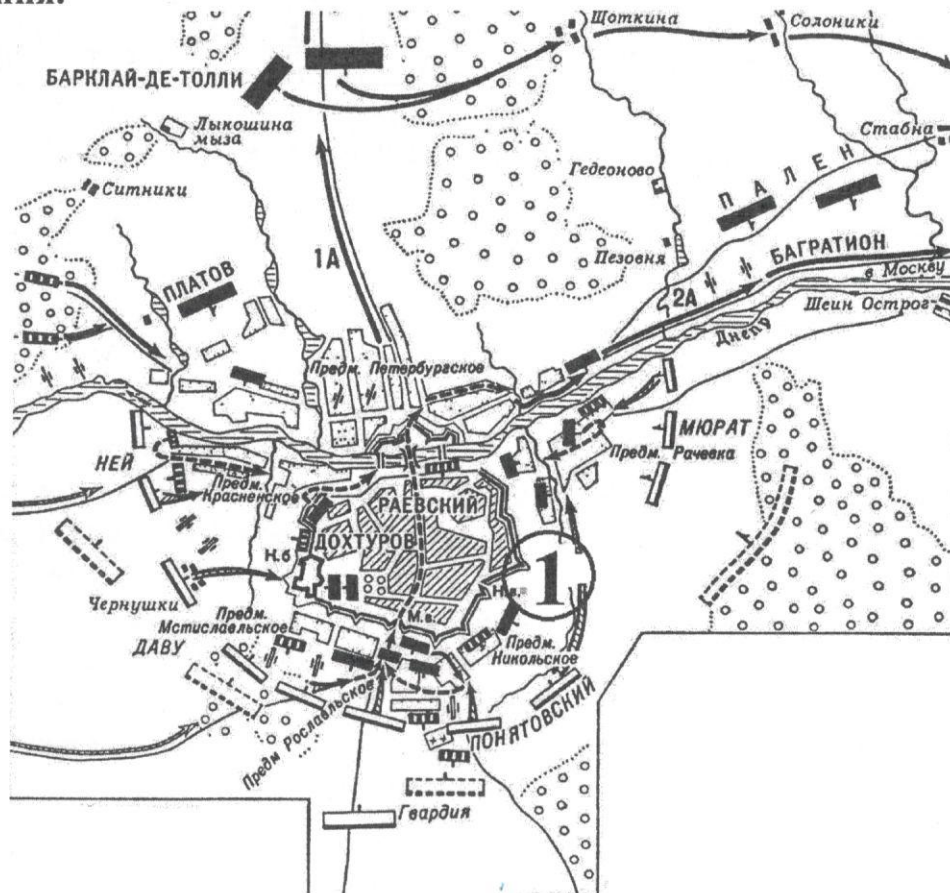 ния.
Щоткина
Солоники
БАРКЛАЙ-ДЕ-ТОЛЛИ
Лыкошина
мыза
Стабна
Ситники
Гедеоново
ПАЛЕН
1А
Пезовня
БАГРАТИОН
в Москву
ПЛАТОВ
2А
Шеин Острог
Днепр
Предм. Петербургское
МЮРАТ
НЕЙ
Предм. Рачевка
Предм.
Красненское
РАЕВСКИЙ
ДОХТУРОВ
Н.б
1
Чернушки
Н.в.
М.в.
Предм.
Мстиславльское
Предм.
Никольское
ДАВУ
Предм Рославльское
ПОНЯТОВСКИЙ
Гвардия